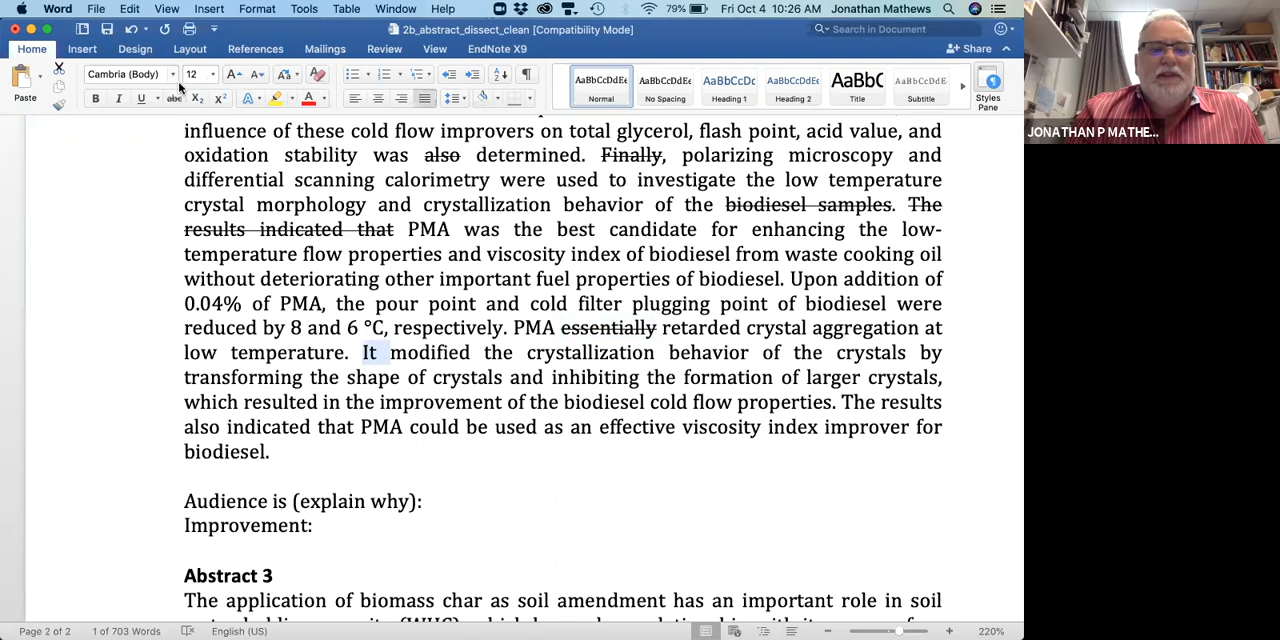 Word File Edit View Insert Format Tools Table Window Help 79% Fri Oct 4 10:26 AM Jonathan Mathews
2b_abstract_dissect_clean [Compatibility Mode] Search in Document
Home Insert Design Layout References Mailings Review View EndNote X9 Share
Paste Cambria (Body) 12 AaBbCcDdEe AaBbCcDdEe AaBbCcDc AaBbCcDdEe AaBbC AaBbCcDdEe
Normal No Spacing Heading 1 Heading 2 Title Subtitle Styles Pane
B I U abc X₂ X² A A
JONATHAN P MATHE...
influence of these cold flow improvers on total glycerol, flash point, acid value, and
oxidation stability was also determined. Finally, polarizing microscopy and
differential scanning calorimetry were used to investigate the low temperature
crystal morphology and crystallization behavior of the biodiesel samples. The
results indicated that PMA was the best candidate for enhancing the low-
temperature flow properties and viscosity index of biodiesel from waste cooking oil
without deteriorating other important fuel properties of biodiesel. Upon addition of
0.04% of PMA, the pour point and cold filter plugging point of biodiesel were
reduced by 8 and 6 °C, respectively. PMA essentially retarded crystal aggregation at
low temperature. It modified the crystallization behavior of the crystals by
transforming the shape of crystals and inhibiting the formation of larger crystals,
which resulted in the improvement of the biodiesel cold flow properties. The results
also indicated that PMA could be used as an effective viscosity index improver for
biodiesel.
Audience is (explain why):
Improvement:
Abstract 3
The application of biomass char as soil amendment has an important role in soil
Page 2 of 2 1 of 703 Words English (US) 220%